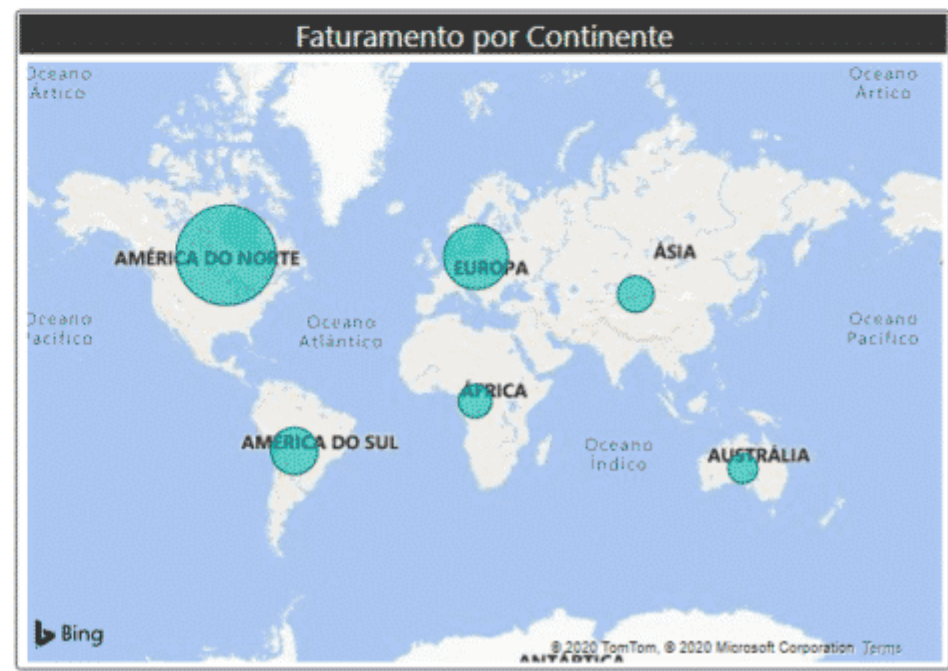 Faturamento por Continente
Oceano
Ártico
Oceano
Ártico
AMÉRICA DO NORTE
EUROPA
ÁSIA
Oceano
Pacífico
Oceano
Atlântico
Oceano
Pacífico
ÁFRICA
AMÉRICA DO SUL
Oceano
Índico
AUSTRÁLIA
Bing
© 2020 TomTom, © 2020 Microsoft Corporation Terms
ANTÁRTICA